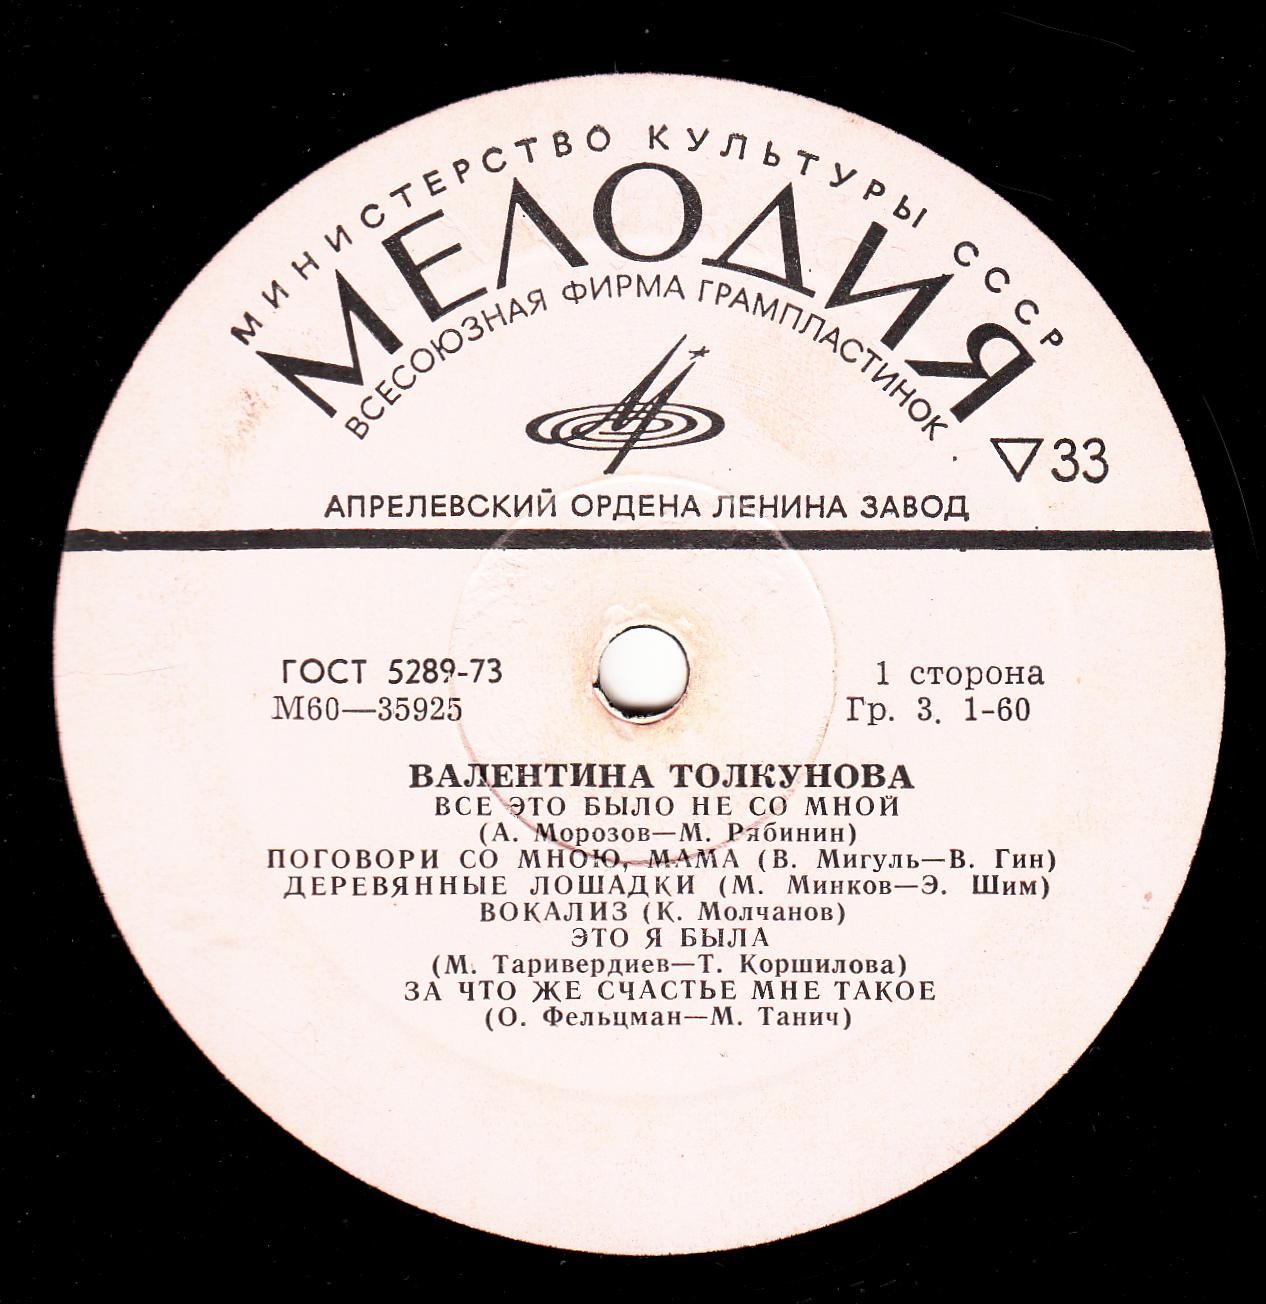 МИНИСТЕРСТВО КУЛЬТУРЫ СССР
МЕЛОДИЯ
ВСЕСОЮЗНАЯ ФИРМА ГРАМПЛАСТИНОК
▽33
АПРЕЛЕВСКИЙ ОРДЕНА ЛЕНИНА ЗАВОД
ГОСТ 5289-73
1 сторона
М60—35925
Гр. 3. 1-60
ВАЛЕНТИНА ТОЛКУНОВА
ВСЕ ЭТО БЫЛО НЕ СО МНОЙ
(А. Морозов—М. Рябинин)
ПОГОВОРИ СО МНОЮ, МАМА (В. Мигуль—В. Гин)
ДЕРЕВЯННЫЕ ЛОШАДКИ (М. Минков—Э. Шим)
ВОКАЛИЗ (К. Молчанов)
ЭТО Я БЫЛА
(М. Таривердиев—Т. Коршилова)
ЗА ЧТО ЖЕ СЧАСТЬЕ МНЕ ТАКОЕ
(О. Фельцман—М. Танич)